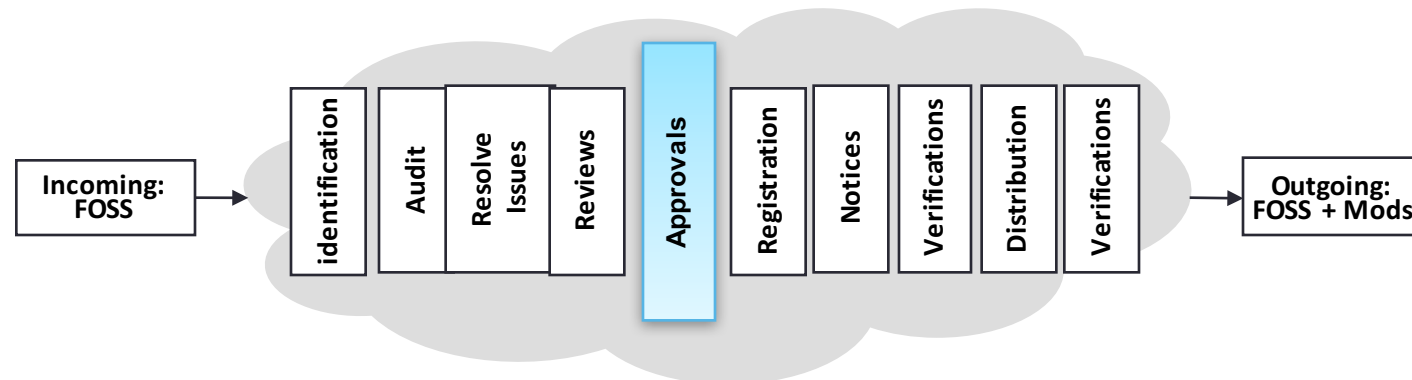 Incoming:
FOSS
identification
Audit
Resolve
Issues
Reviews
Approvals
Registration
Notices
Verifications
Distribution
Verifications
Outgoing:
FOSS + Mods